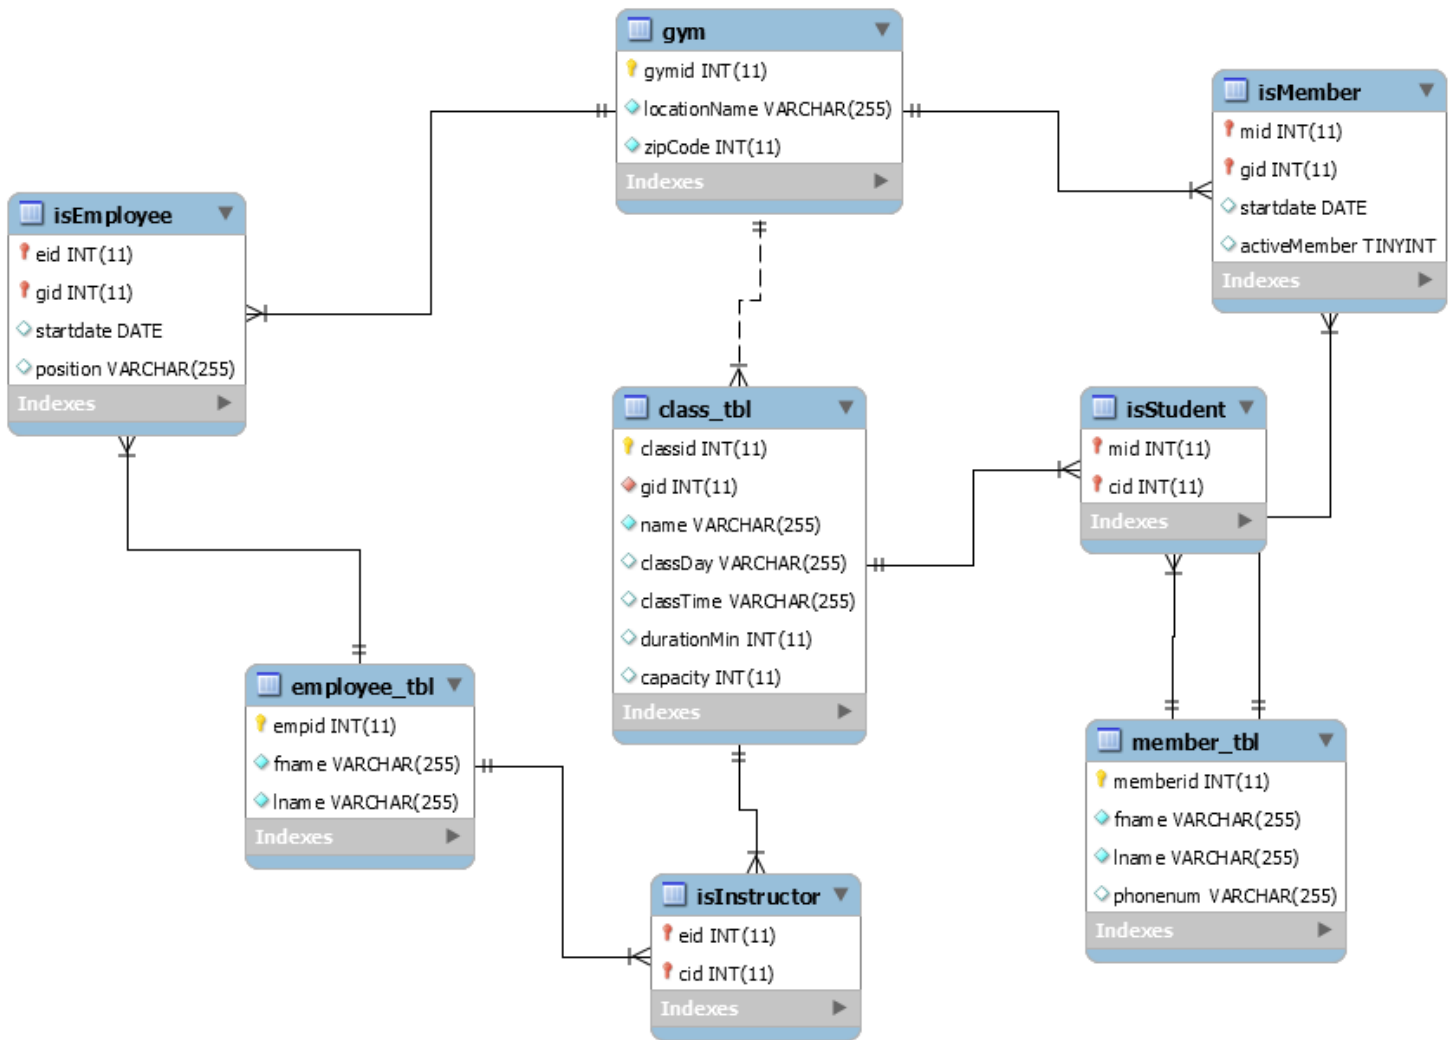 gym
gymid INT(11)
locationName VARCHAR(255)
zipCode INT(11)
Indexes
isMember
mid INT(11)
gid INT(11)
startdate DATE
activeMember TINYINT
Indexes
isEmployee
eid INT(11)
gid INT(11)
startdate DATE
position VARCHAR(255)
Indexes
class_tbl
classid INT(11)
gid INT(11)
name VARCHAR(255)
classDay VARCHAR(255)
classTime VARCHAR(255)
durationMin INT(11)
capacity INT(11)
Indexes
isStudent
mid INT(11)
cid INT(11)
Indexes
employee_tbl
empid INT(11)
fname VARCHAR(255)
lname VARCHAR(255)
Indexes
member_tbl
memberid INT(11)
fname VARCHAR(255)
lname VARCHAR(255)
phonenum VARCHAR(255)
Indexes
isInstructor
eid INT(11)
cid INT(11)
Indexes